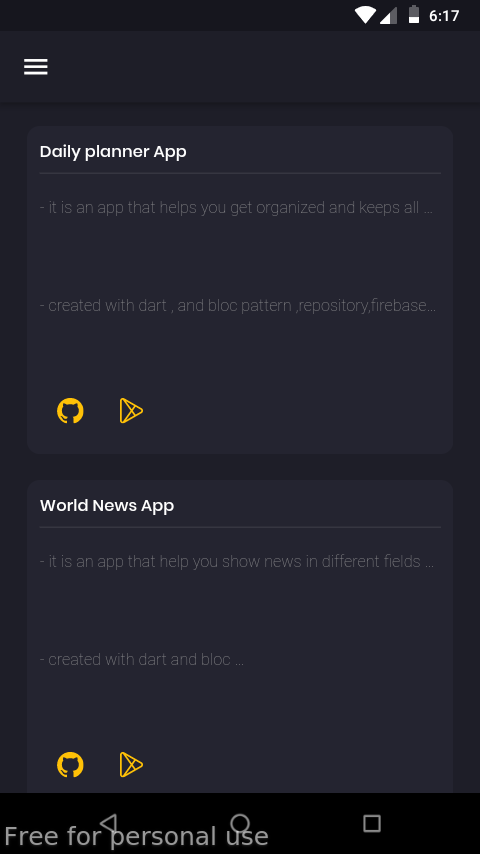 6:17
Daily planner App
- it is an app that helps you get organized and keeps all ...
- created with dart , and bloc pattern ,repository,firebase...
World News App
- it is an app that help you show news in different fields ...
- created with dart and bloc ...
Free for personal use